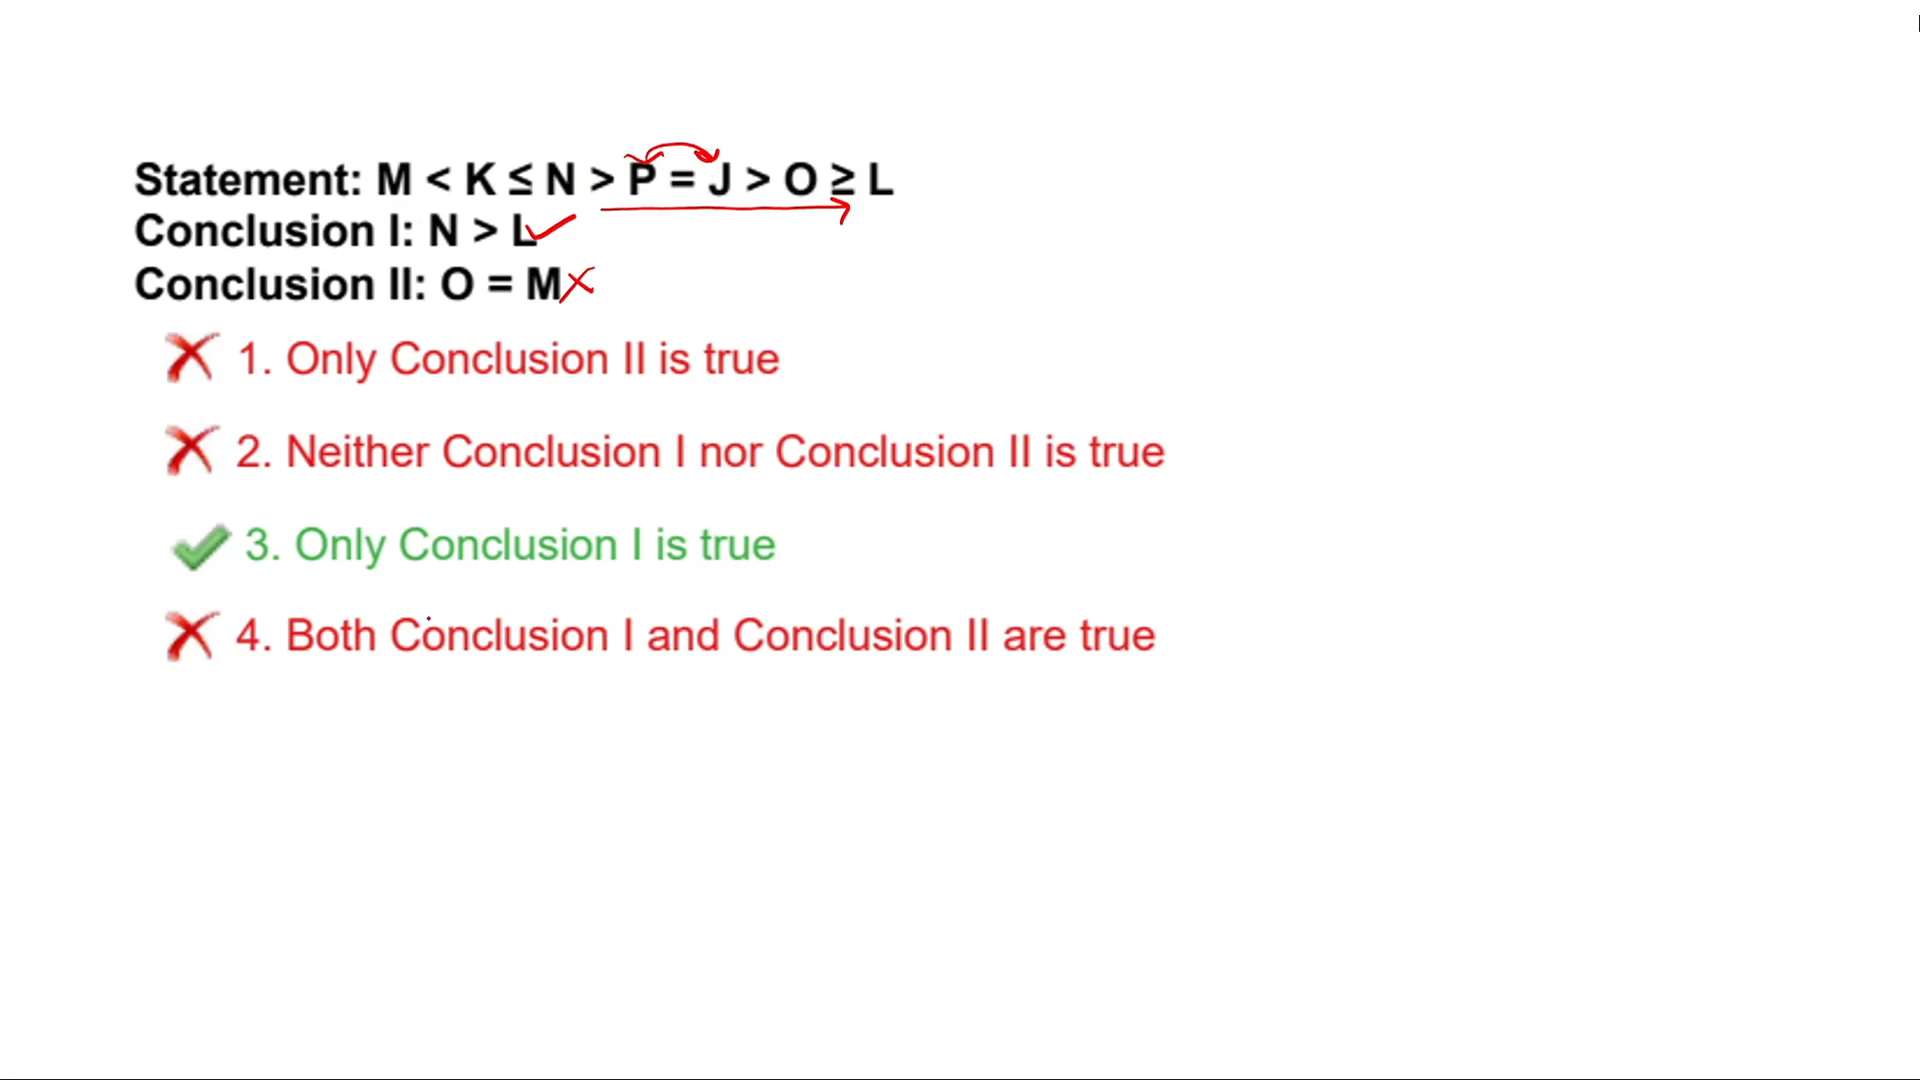 Statement: M < K ≤ N > P = J > O ≥ L
Conclusion I: N > L
Conclusion II: O = M
1. Only Conclusion II is true
2. Neither Conclusion I nor Conclusion II is true
3. Only Conclusion I is true
4. Both Conclusion I and Conclusion II are true